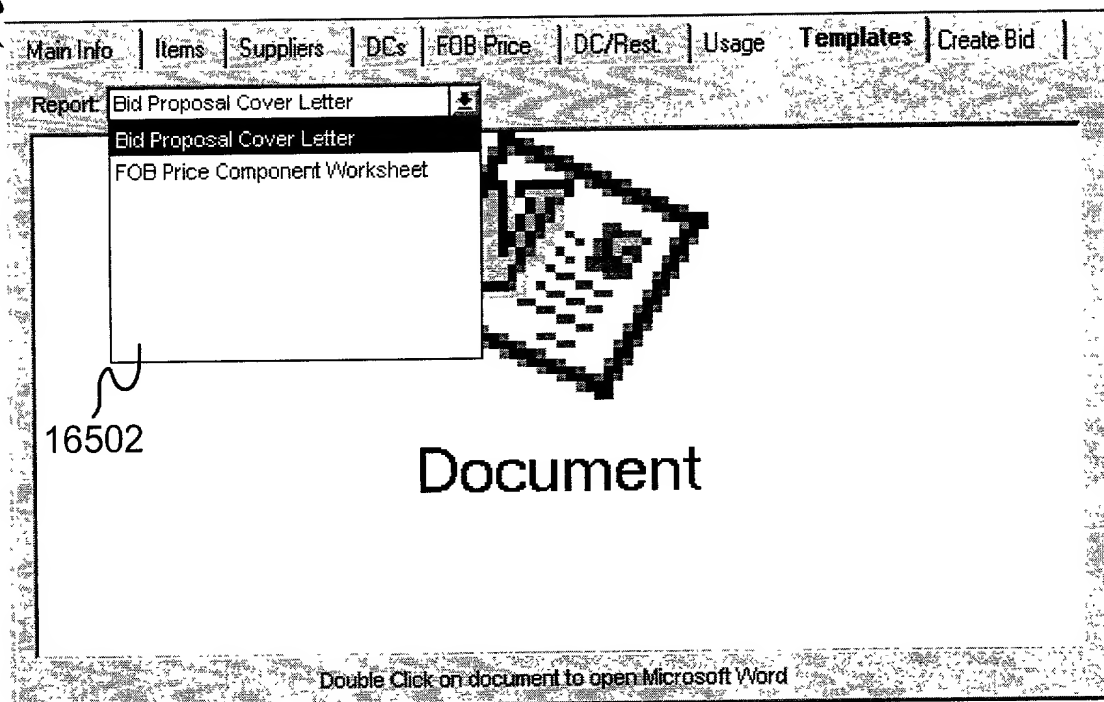 Main Info Items Suppliers DCs FOB Price DC/Rest. Usage Templates Create Bid
Report: Bid Proposal Cover Letter
Bid Proposal Cover Letter
FOB Price Component Worksheet
16502
Document
Double Click on document to open Microsoft Word